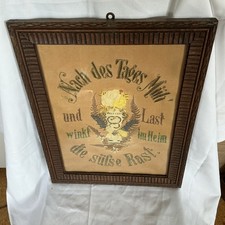 Nach des Tages Müh'
und Last
winkt im Heim
die süße Rast.